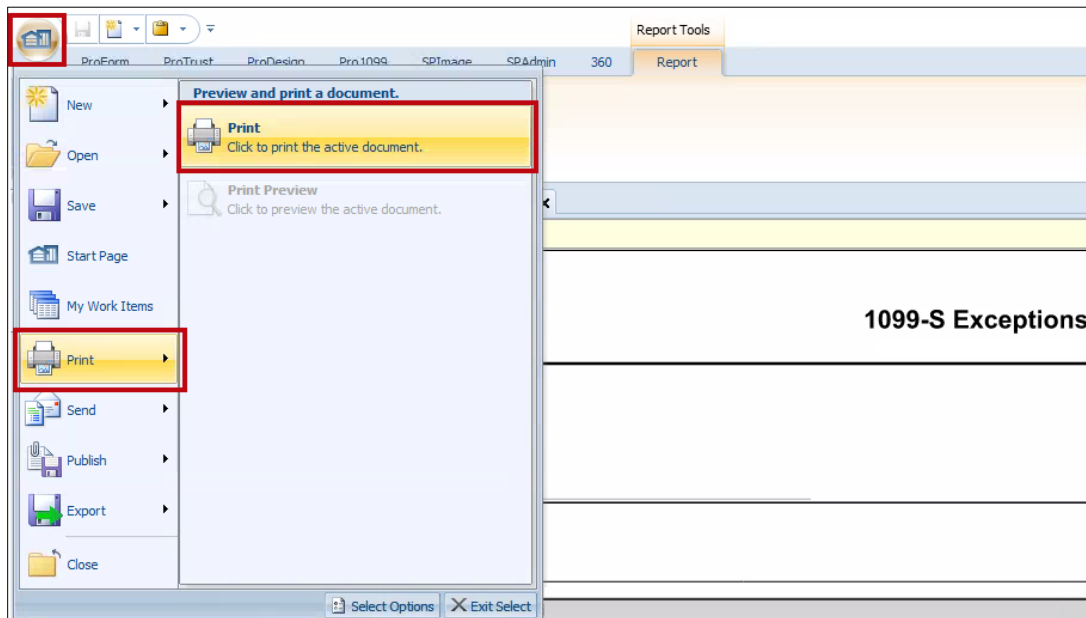 Report Tools
ProForm ProTrust ProDesign Pro1099 SPImage SPAdmin 360 Report
New
Open
Save
Start Page
My Work Items
Print
Send
Publish
Export
Close
Preview and print a document.
Print
Click to print the active document.
Print Preview
Click to preview the active document.
Select Options Exit Select
1099-S Exceptions